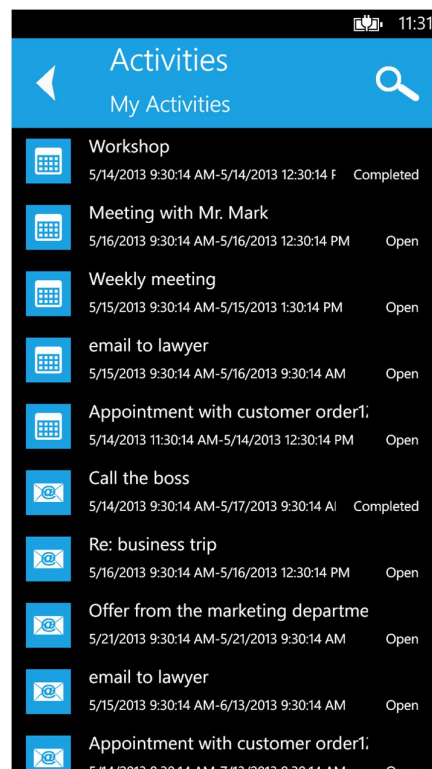 11:31
Activities
My Activities
Workshop
5/14/2013 9:30:14 AM-5/14/2013 12:30:14 Completed
Meeting with Mr. Mark
5/16/2013 9:30:14 AM-5/16/2013 12:30:14 PM Open
Weekly meeting
5/15/2013 9:30:14 AM-5/15/2013 1:30:14 PM Open
email to lawyer
5/15/2013 9:30:14 AM-5/16/2013 9:30:14 AM Open
Appointment with customer order1
5/14/2013 11:30:14 AM-5/14/2013 12:30:14 PM Open
Call the boss
5/14/2013 9:30:14 AM-5/17/2013 9:30:14 A Completed
Re: business trip
5/16/2013 9:30:14 AM-5/16/2013 12:30:14 PM Open
Offer from the marketing departme
5/21/2013 9:30:14 AM-5/21/2013 9:30:14 AM Open
email to lawyer
5/15/2013 9:30:14 AM-6/13/2013 9:30:14 AM Open
Appointment with customer order1